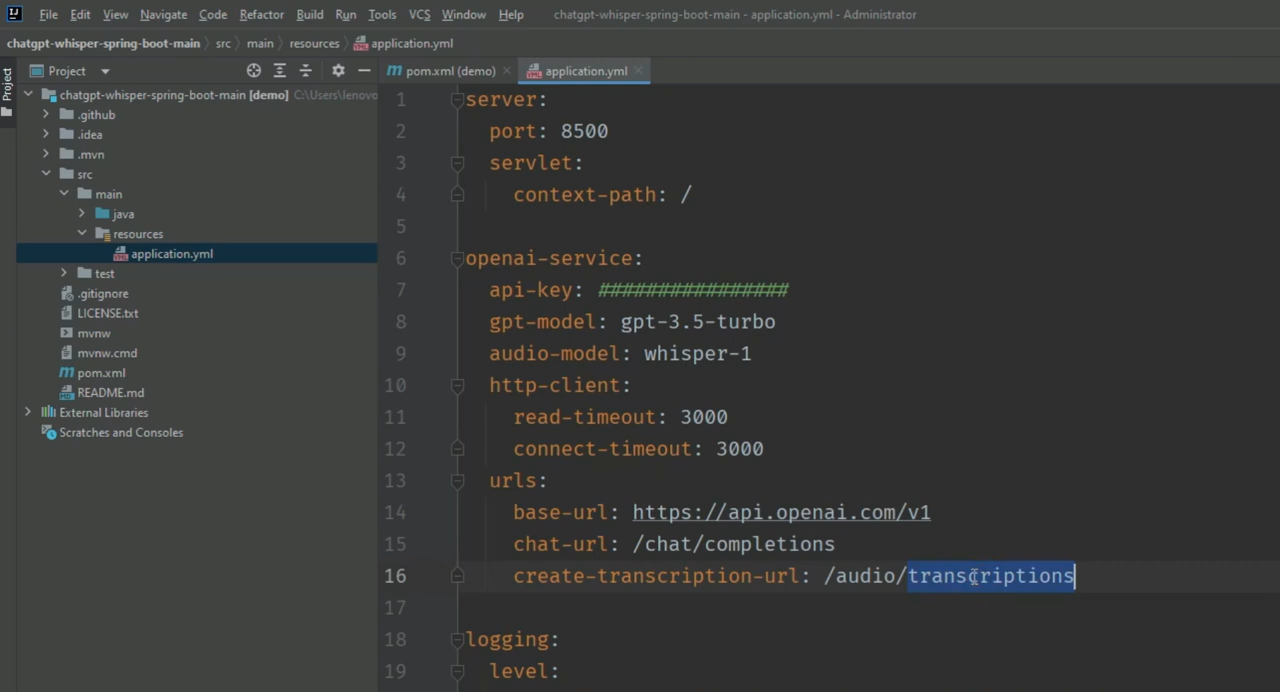 File Edit View Navigate Code Refactor Build Run Tools VCS Window Help chatgpt-whisper-spring-boot-main - application.yml - Administrator
chatgpt-whisper-spring-boot-main src main resources application.yml
Project
Project
pom.xml (demo)
application.yml
chatgpt-whisper-spring-boot-main [demo] C:\Users\lenovo
.github
.idea
.mvn
src
main
java
resources
application.yml
test
.gitignore
LICENSE.txt
mvnw
mvnw.cmd
pom.xml
README.md
External Libraries
Scratches and Consoles
1 server:
2 port: 8500
3 servlet:
4 context-path: /
5
6 openai-service:
7 api-key: ################
8 gpt-model: gpt-3.5-turbo
9 audio-model: whisper-1
10 http-client:
11 read-timeout: 3000
12 connect-timeout: 3000
13 urls:
14 base-url: https://api.openai.com/v1
15 chat-url: /chat/completions
16 create-transcription-url: /audio/transcriptions
17
18 logging:
19 level: